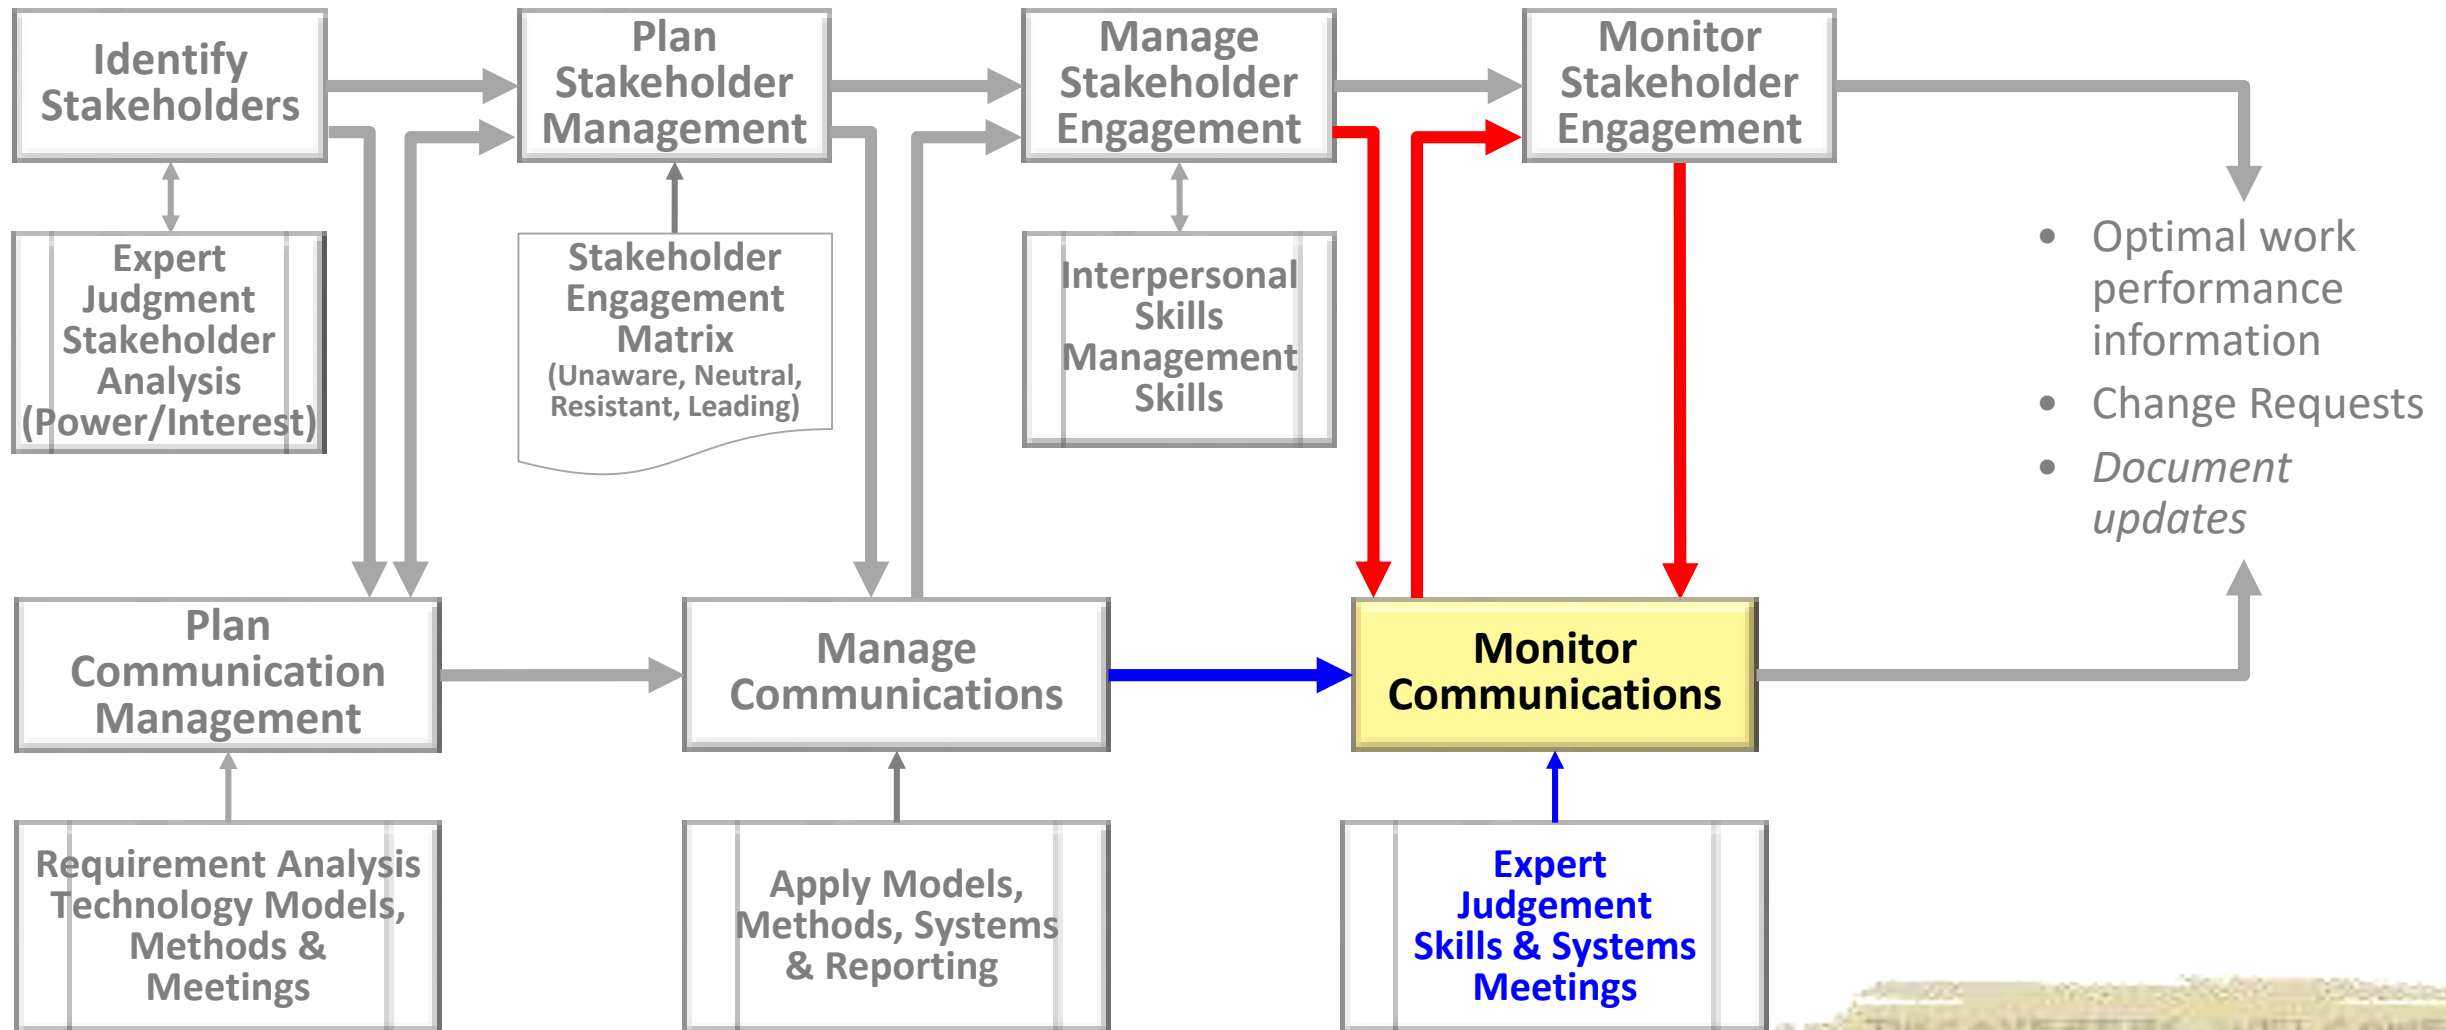 Identify
Stakeholders
Plan
Stakeholder
Management
Manage
Stakeholder
Engagement
Monitor
Stakeholder
Engagement
Expert
Judgment
Stakeholder
Analysis
(Power/Interest)
Stakeholder
Engagement
Matrix
(Unaware, Neutral,
Resistant, Leading)
Interpersonal
Skills
Management
Skills
• Optimal work
performance
information
• Change Requests
• Document
updates
Plan
Communication
Management
Manage
Communications
Monitor
Communications
Requirement Analysis
Technology Models,
Methods &
Meetings
Apply Models,
Methods, Systems
& Reporting
Expert
Judgement
Skills & Systems
Meetings